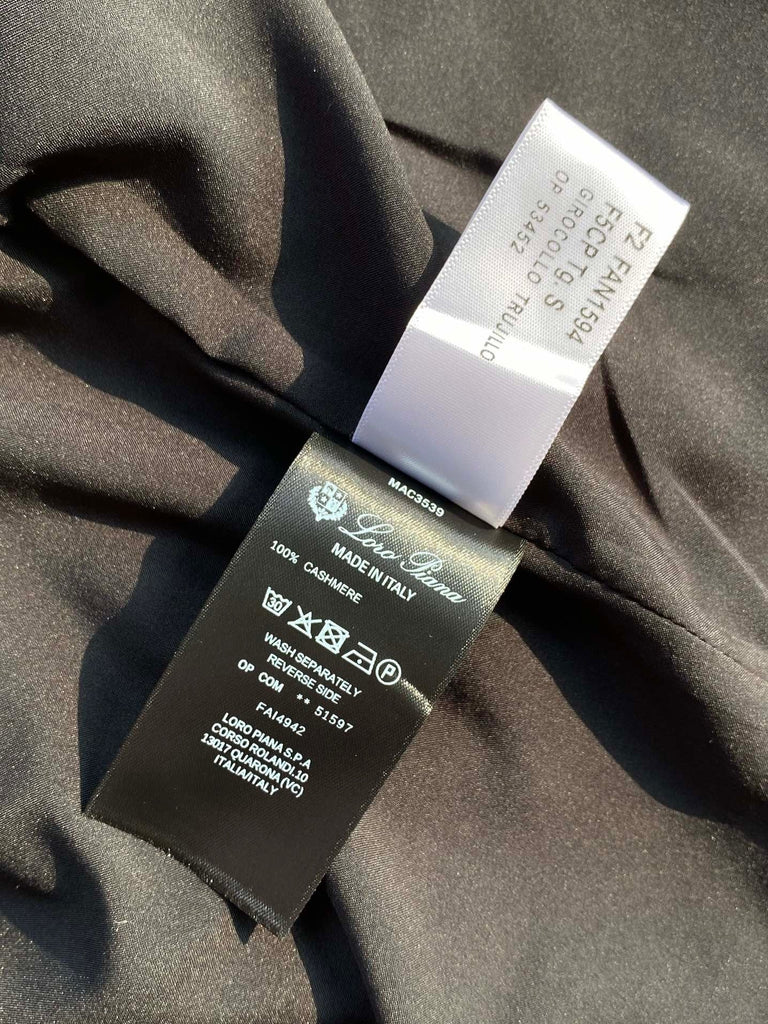 F2 FAN1594
F5CP Tg. S
GIROCOLLO TRUJILLO
OP 53452
MAC3539
Loro Piana
MADE IN ITALY
100% CASHMERE
30
P
WASH SEPARATELY
REVERSE SIDE
OP COM ** 51597
FAI4942
LORO PIANA S.P.A
CORSO ROLANDI,10
13017 QUARONA (VC)
ITALIA/ITALY